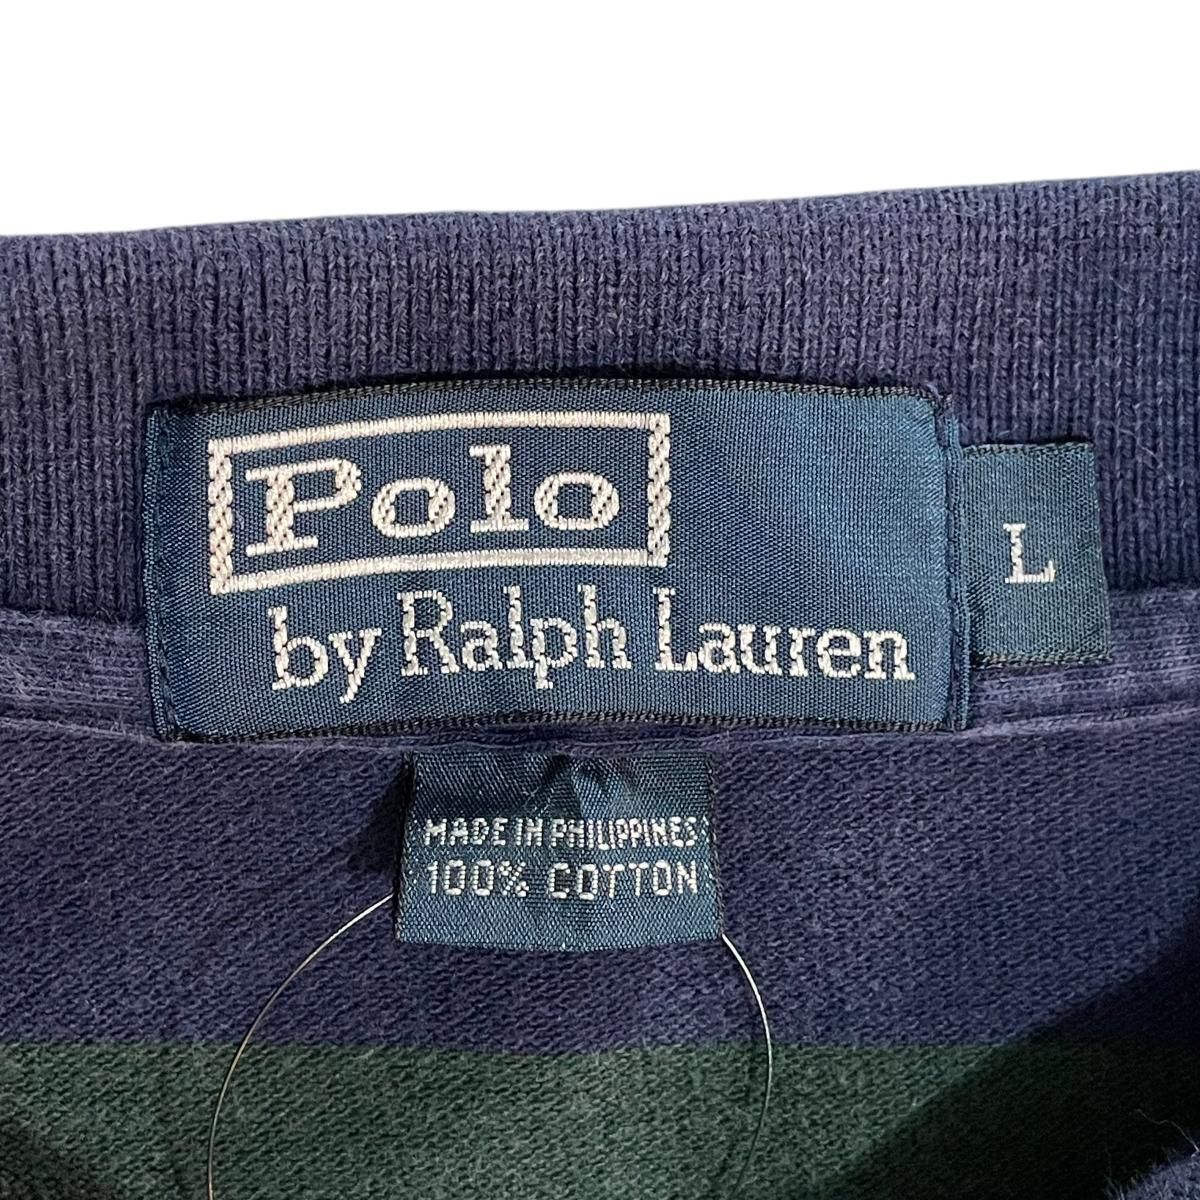 Polo
by Ralph Lauren
L
MADE IN PHILIPPINES
100% COTTON